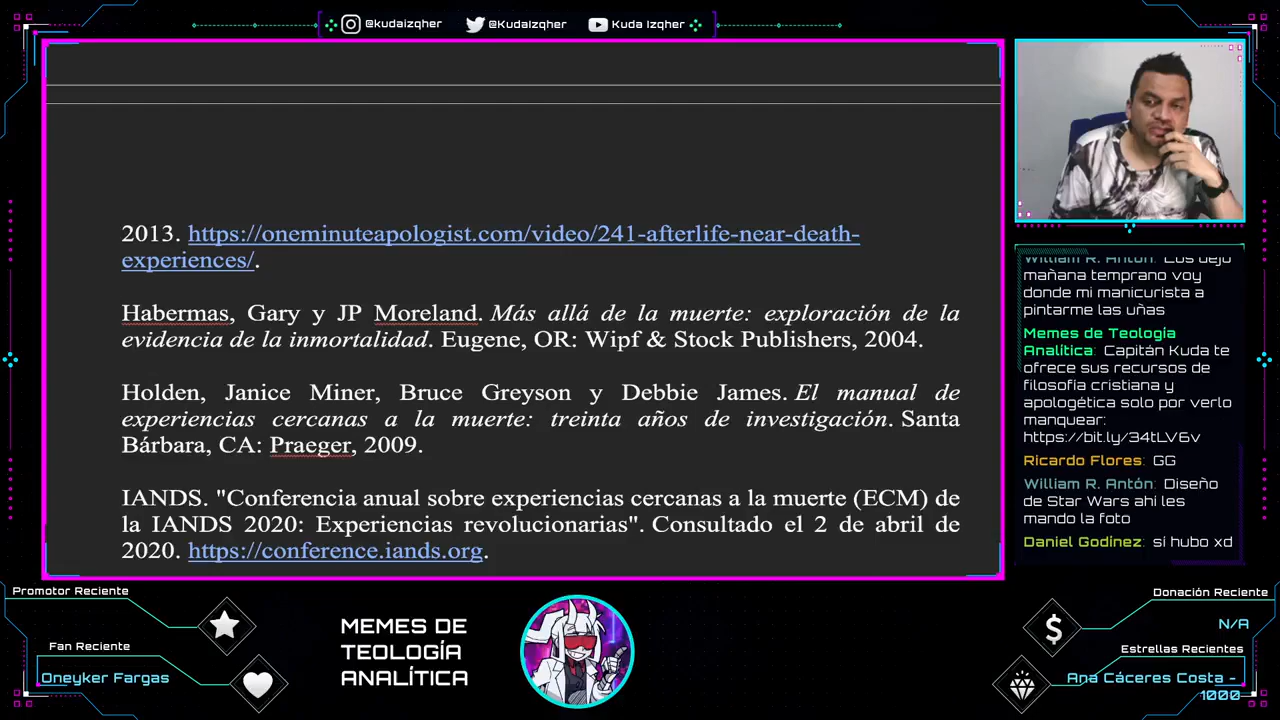 @kudaizqher
@Kudaizqher
Kuda Izqher
2013. https://oneminuteapologist.com/video/241-afterlife-near-death-
experiences/.
Habermas, Gary y JP Moreland. Más allá de la muerte: exploración de la
evidencia de la inmortalidad. Eugene, OR: Wipf & Stock Publishers, 2004.
Holden, Janice Miner, Bruce Greyson y Debbie James. El manual de
experiencias cercanas a la muerte: treinta años de investigación. Santa
Bárbara, CA: Praeger, 2009.
IANDS. "Conferencia anual sobre experiencias cercanas a la muerte (ECM) de
la IANDS 2020: Experiencias revolucionarias". Consultado el 2 de abril de
2020. https://conference.iands.org.
William R. Antón: Los dejo
mañana temprano voy
donde mi manicurista a
pintarme las uñas
Memes de Teología
Analítica: Capitán Kuda te
ofrece sus recursos de
filosofía cristiana y
apologética solo por verlo
manquear:
https://bit.ly/34tLV6v
Ricardo Flores: GG
William R. Antón: Diseño
de Star Wars ahí les
mando la foto
Daniel Godínez: sí hubo xd
Promotor Reciente
Fan Reciente
Oneyker Fargas
MEMES DE
TEOLOGÍA
ANALÍTICA
Donación Reciente
N/A
Estrellas Recientes
Ana Cáceres Costa -
1000